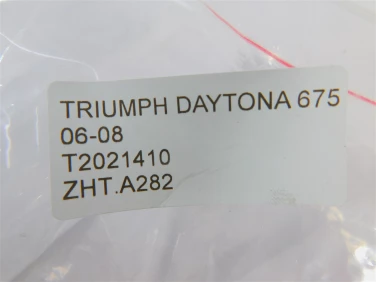 TRIUMPH DAYTONA 675
06-08
T2021410
ZHT.A282